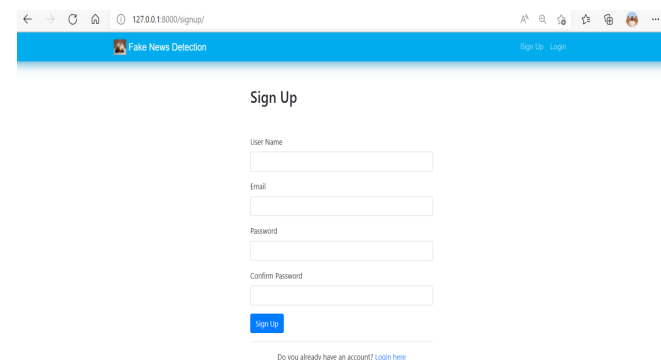 127.0.0.1:8000/signup/
Fake News Detection
Sign Up Login
Sign Up
User Name
Email
Password
Confirm Password
Sign Up
Do you already have an account? Login here